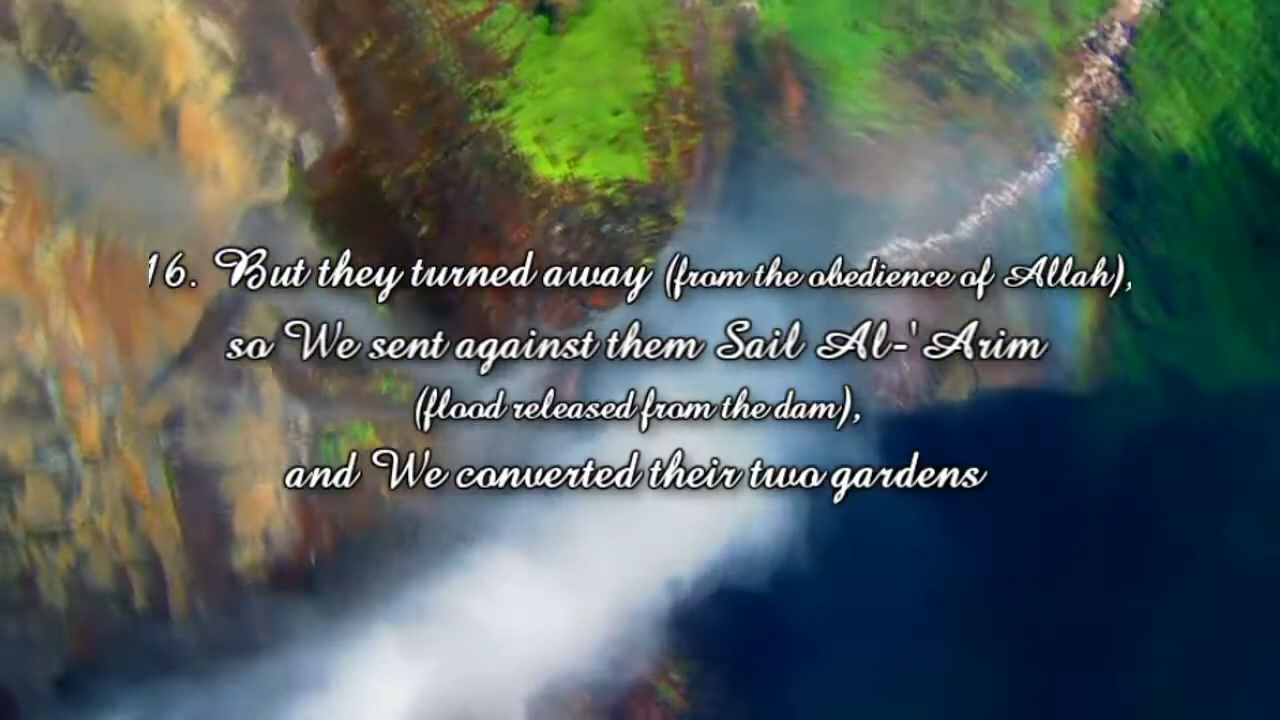 16. But they turned away (from the obedience of Allah),
so We sent against them Sail Al-'Arim
(flood released from the dam),
and We converted their two gardens